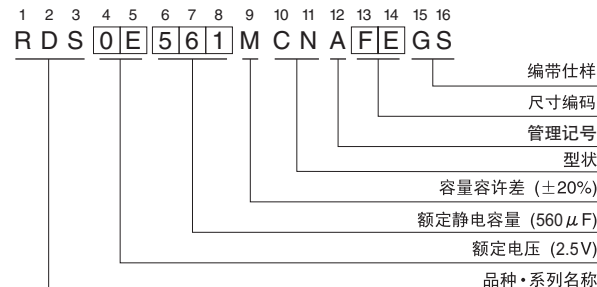 1 2 3 4 5 6 7 8 9 10 11 12 13 14 15 16
R D S 0 E 5 6 1 M C N A F E G S
编带仕样
尺寸编码
管理记号
型状
容量容许差 (±20%)
额定静电容量 (560μF)
额定电压 (2.5V)
品种•系列名称